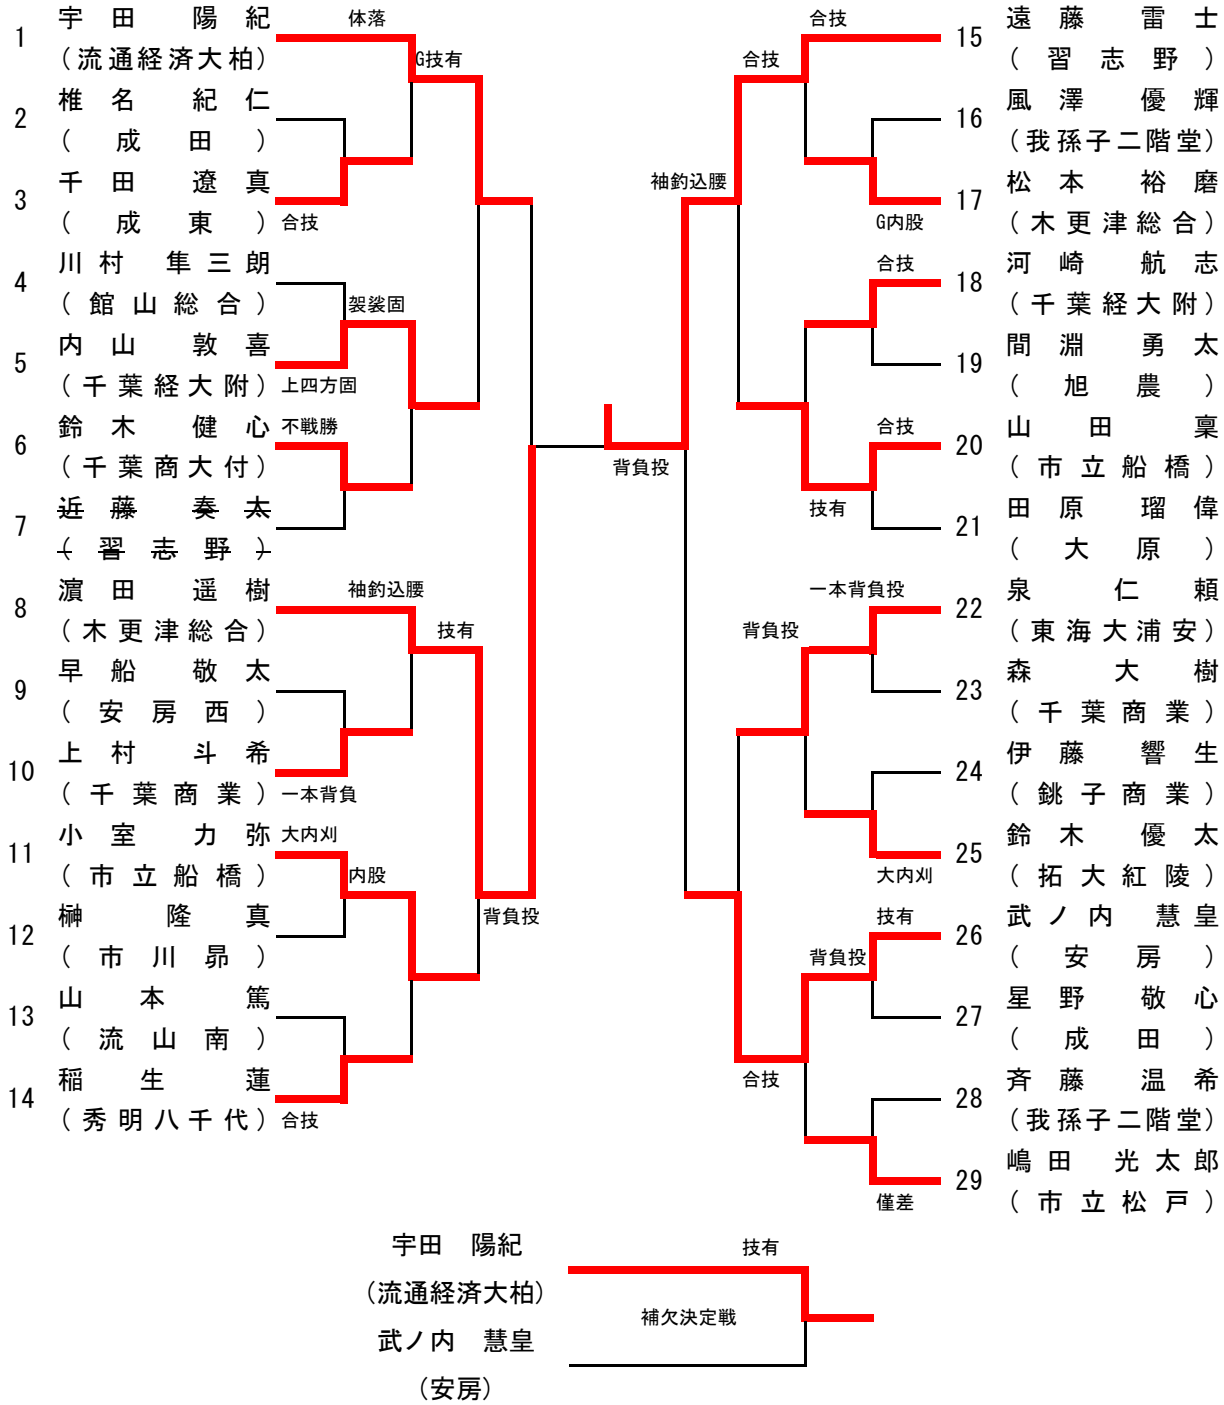 1 宇田 陽紀 体落
(流通経済大柏) G技有
2 椎名 紀仁
(成田)
3 千田 遼真
(成東) 合技
4 川村 隼三朗
(館山総合) 袈裟固
5 内山 敦喜
(千葉経大附) 上四方固
6 鈴木 健心 不戦勝
(千葉商大付)
7 近藤 奏太
(習志野)
8 濵田 遥樹 袖釣込腰
(木更津総合) 技有
9 早船 敬太
(安房西)
10 上村 斗希
(千葉商業) 一本背負
11 小室 力弥 大内刈
(市立船橋) 内股
12 榊 隆真 背負投
(市川昴)
13 山本 篤
(流山南)
14 稲生 蓮
(秀明八千代) 合技
背負投
合技 遠藤 雷士 15
合技 (習志野)
風澤 優輝 16
(我孫子二階堂)
袖釣込腰 松本 裕磨 17
G内股 (木更津総合)
合技 河崎 航志 18
(千葉経大附)
間淵 勇太 19
(旭農)
合技 山田 稟 20
(市立船橋)
技有 田原 瑠偉 21
(大原)
一本背負投 泉 仁頼 22
背負投 (東海大浦安)
森 大樹 23
(千葉商業)
伊藤 響生 24
(銚子商業)
鈴木 優太 25
大内刈 (拓大紅陵)
技有 武ノ内 慧皇 26
背負投 (安房)
星野 敬心 27
(成田)
合技 斉藤 温希 28
(我孫子二階堂)
嶋田 光太郎 29
僅差 (市立松戸)
宇田 陽紀 技有
(流通経済大柏)
補欠決定戦
武ノ内 慧皇
(安房)